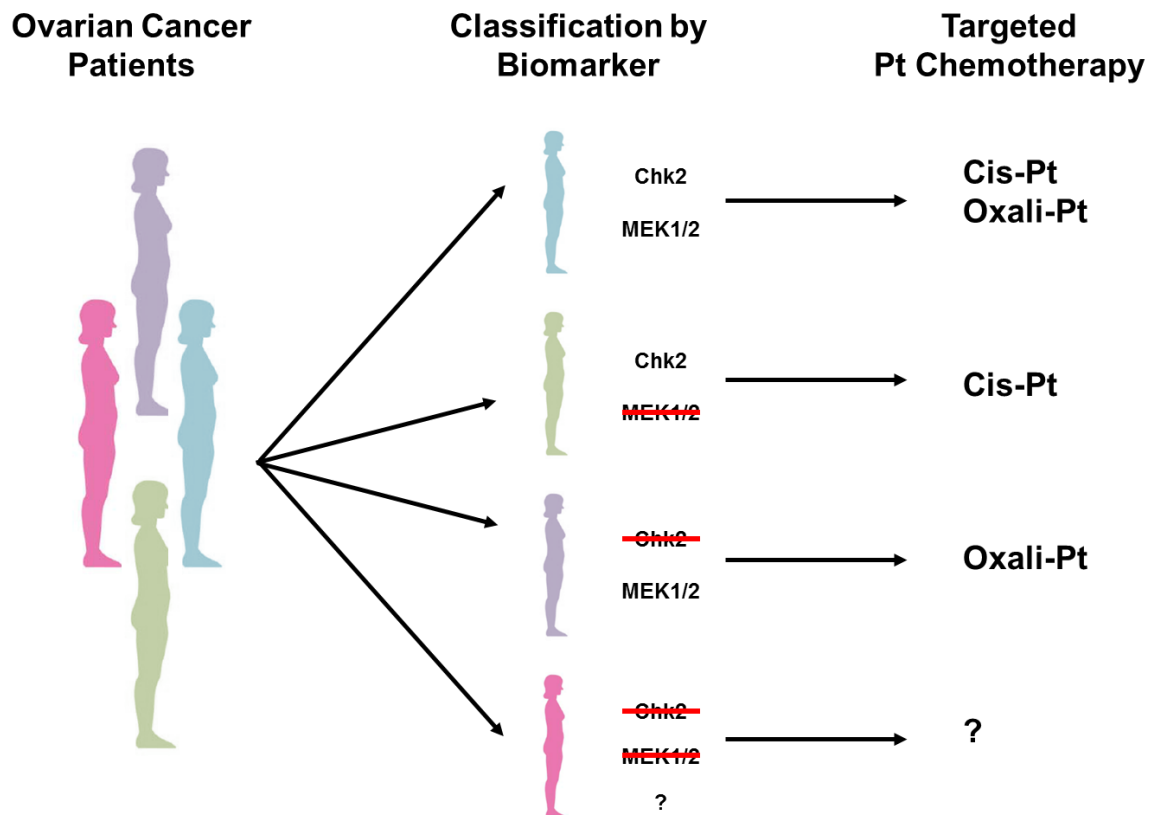 Ovarian Cancer
Patients
Classification by
Biomarker
Targeted
Pt Chemotherapy
Chk2
MEK1/2
Cis-Pt
Oxali-Pt
Chk2
MEK1/2
Cis-Pt
Chk2
MEK1/2
Oxali-Pt
Chk2
MEK1/2
?
?